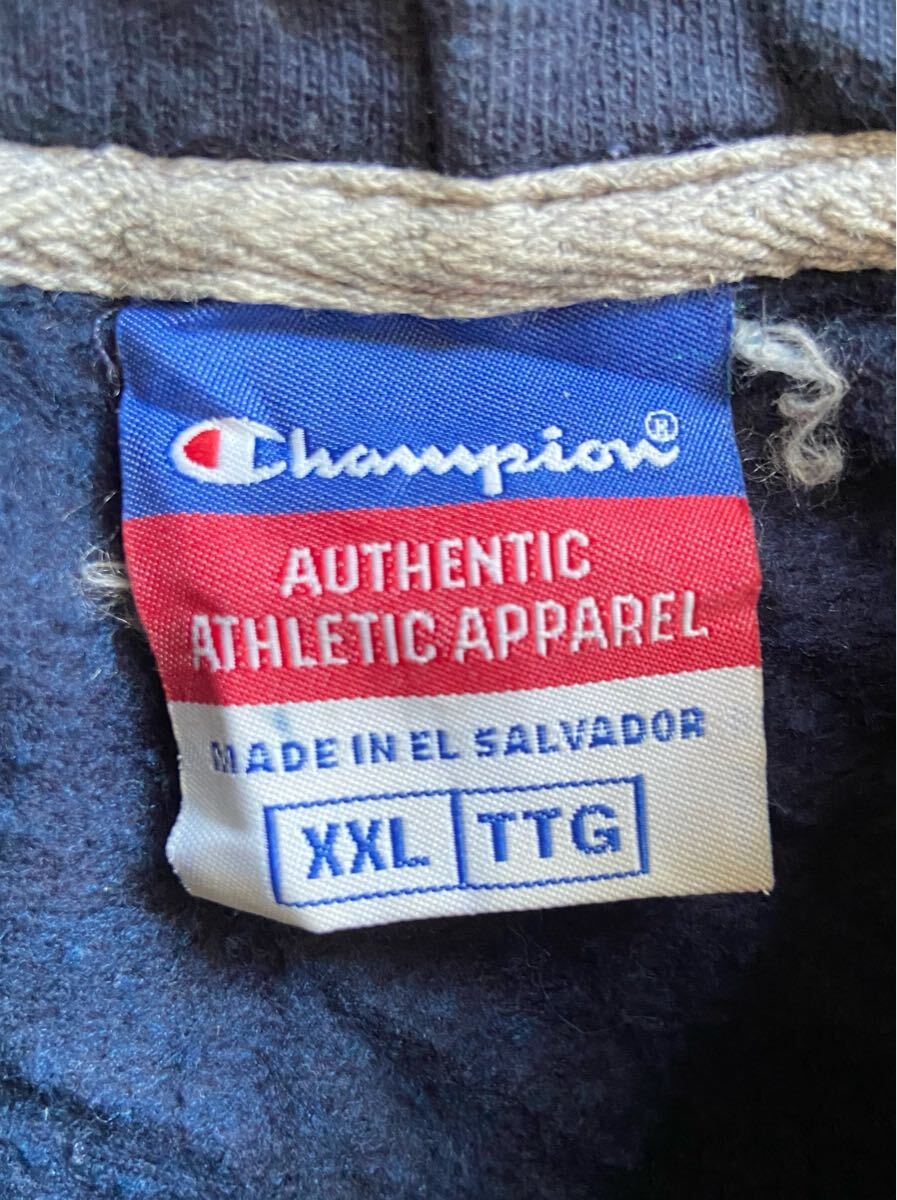 Champion®
AUTHENTIC
ATHLETIC APPAREL
MADE IN EL SALVADOR
XXL TTG